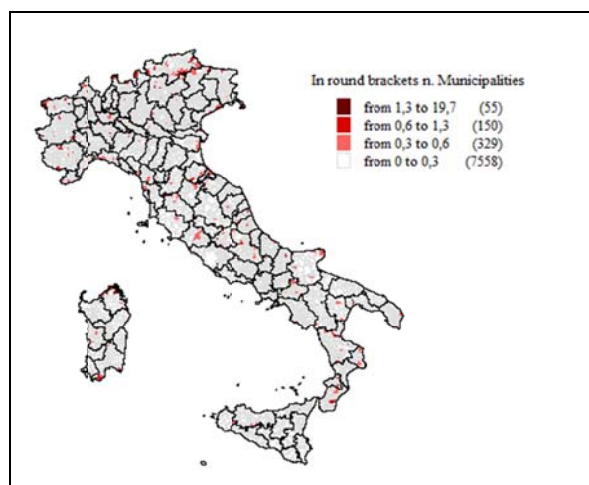 In round brackets n. Municipalities
from 1,3 to 19,7 (55)
from 0,6 to 1,3 (150)
from 0,3 to 0,6 (329)
from 0 to 0,3 (7558)